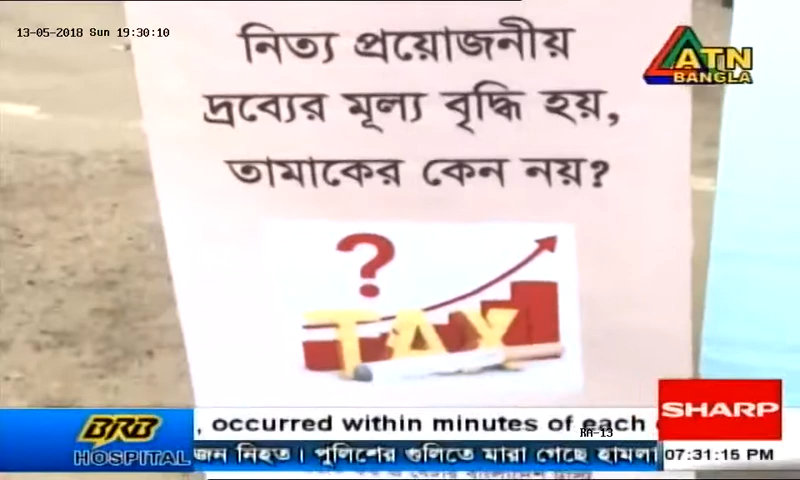 13-05-2018 Sun 19:30:10
ATN
BANGLA
নিত্য প্রয়োজনীয়
দ্রব্যের মূল্য বৃদ্ধি হয়,
তামাকের কেন নয়?
?
TAX
SHARP
BRB
HOSPITAL
, occurred within minutes of each
RA-13
জন নিহত। পুলিশের গুলিতে মারা গেছে হামলা
07:31:15 PM